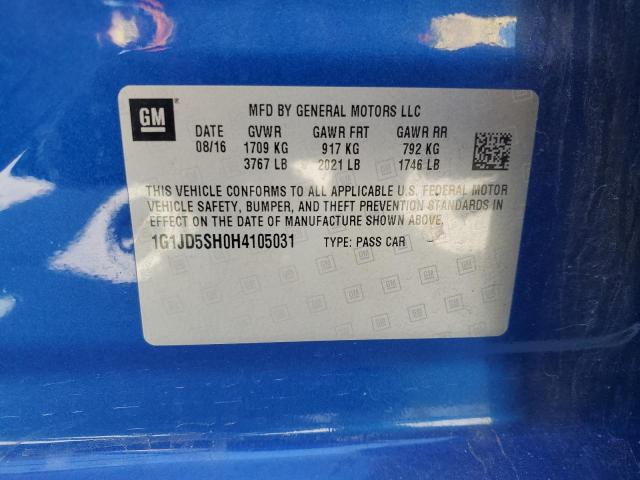 GM
MFD BY GENERAL MOTORS LLC
DATE GVWR GAWR FRT GAWR RR
08/16 1709 KG 917 KG 792 KG
3767 LB 2021 LB 1746 LB
THIS VEHICLE CONFORMS TO ALL APPLICABLE U.S. FEDERAL MOTOR
VEHICLE SAFETY, BUMPER, AND THEFT PREVENTION STANDARDS IN
EFFECT ON THE DATE OF MANUFACTURE SHOWN ABOVE.
1G1JD5SH0H4105031 TYPE: PASS CAR